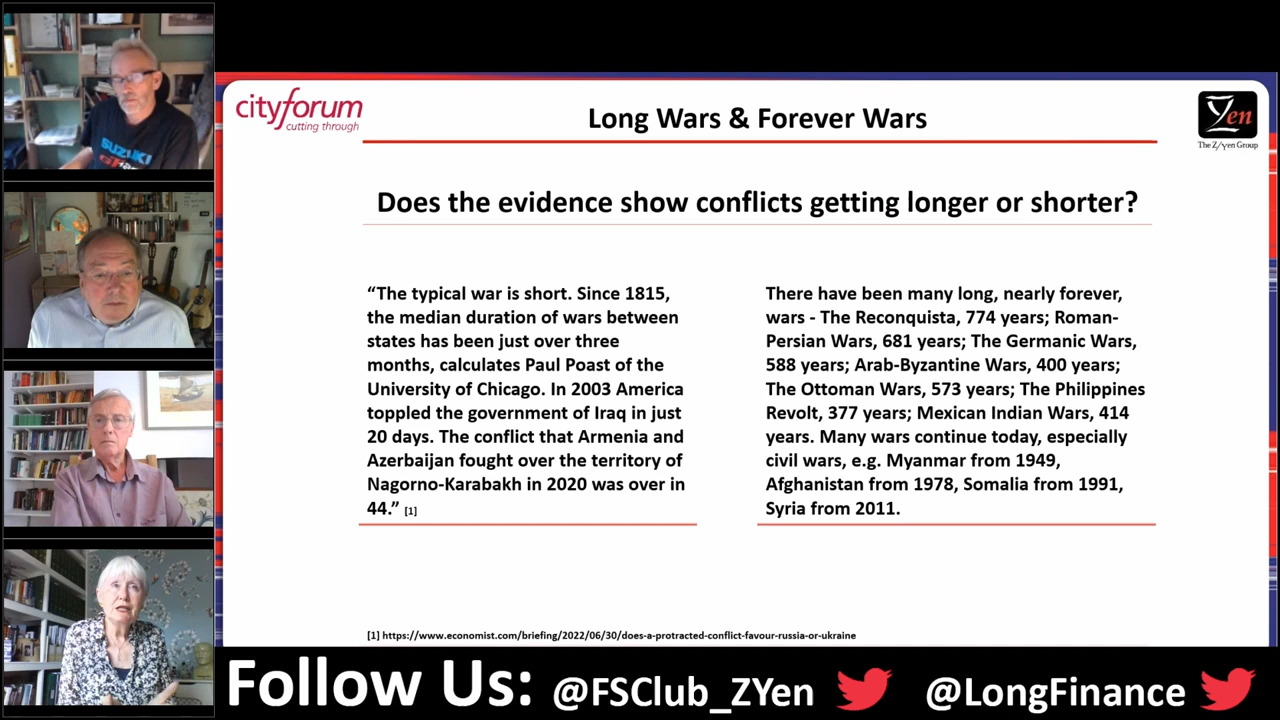 SUZUKI
cityforum
cutting through
Long Wars & Forever Wars
Yen
The Z/Yen Group
Does the evidence show conflicts getting longer or shorter?
“The typical war is short. Since 1815,
the median duration of wars between
states has been just over three
months, calculates Paul Poast of the
University of Chicago. In 2003 America
toppled the government of Iraq in just
20 days. The conflict that Armenia and
Azerbaijan fought over the territory of
Nagorno-Karabakh in 2020 was over in
44.” [1]
There have been many long, nearly forever,
wars - The Reconquista, 774 years; Roman-
Persian Wars, 681 years; The Germanic Wars,
588 years; Arab-Byzantine Wars, 400 years;
The Ottoman Wars, 573 years; The Philippines
Revolt, 377 years; Mexican Indian Wars, 414
years. Many wars continue today, especially
civil wars, e.g. Myanmar from 1949,
Afghanistan from 1978, Somalia from 1991,
Syria from 2011.
[1] https://www.economist.com/briefing/2022/06/30/does-a-protracted-conflict-favour-russia-or-ukraine
Follow Us: @FSClub_ZYen @LongFinance